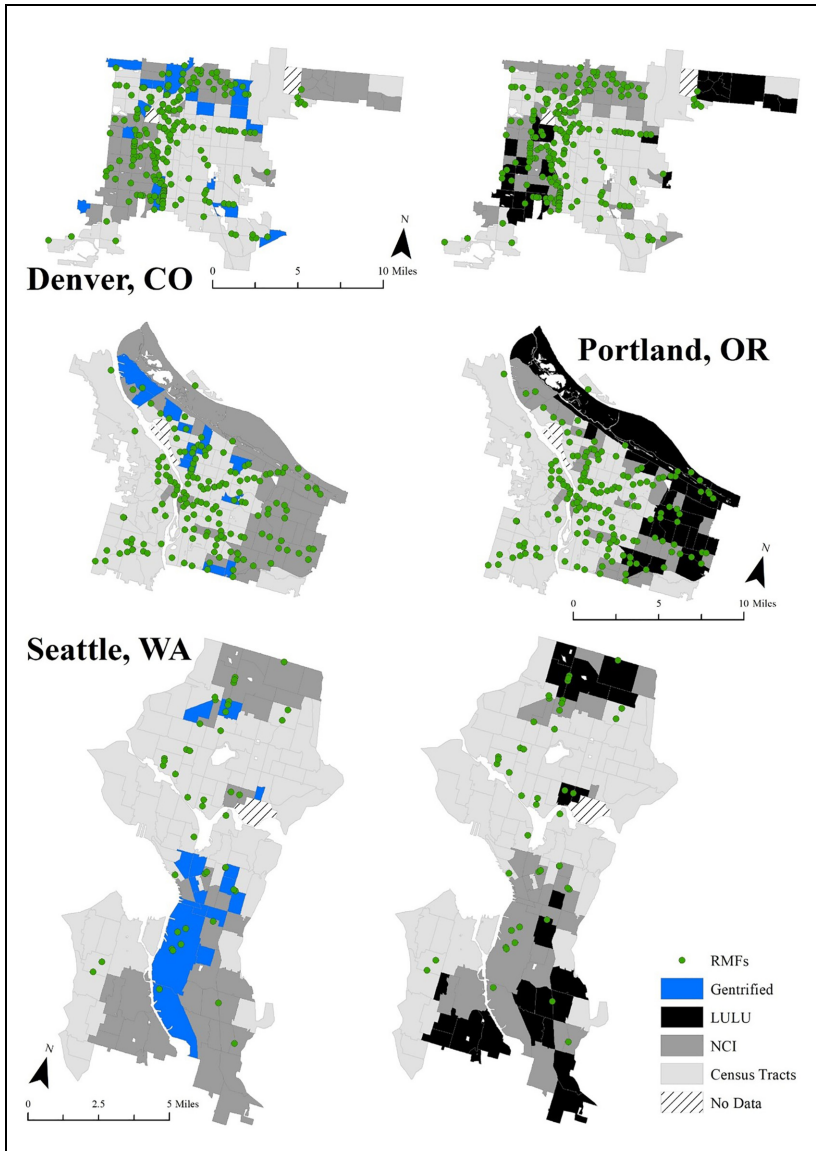 N
Denver, CO
0 5 10 Miles
Portland, OR
N
0 5 10 Miles
Seattle, WA
RMFs
Gentrified
LULU
NCI
Census Tracts
No Data
N
0 2.5 5 Miles